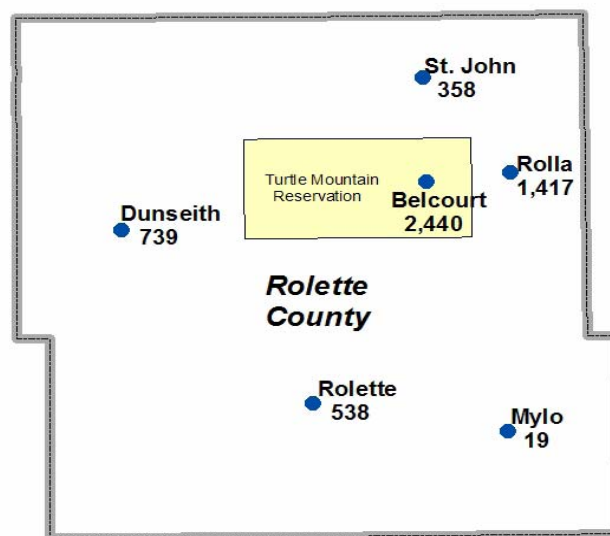 St. John
358
Rolla
1,417
Turtle Mountain
Reservation
Belcourt
2,440
Dunseith
739
Rolette
County
Rolette
538
Mylo
19